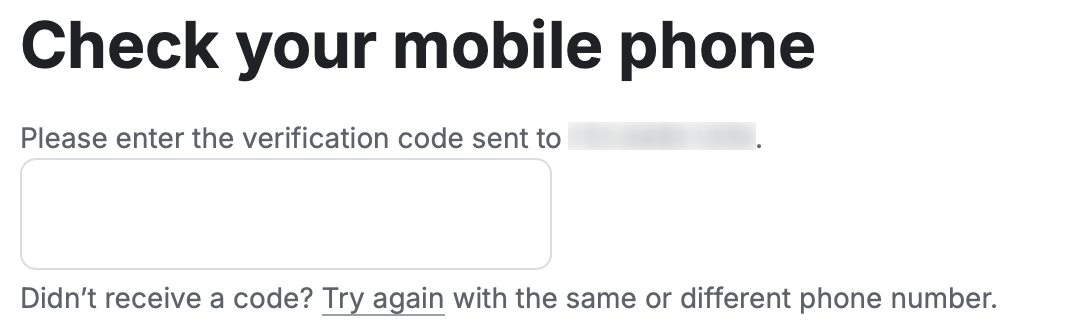 Check your mobile phone
Please enter the verification code sent to .
Didn’t receive a code? Try again with the same or different phone number.